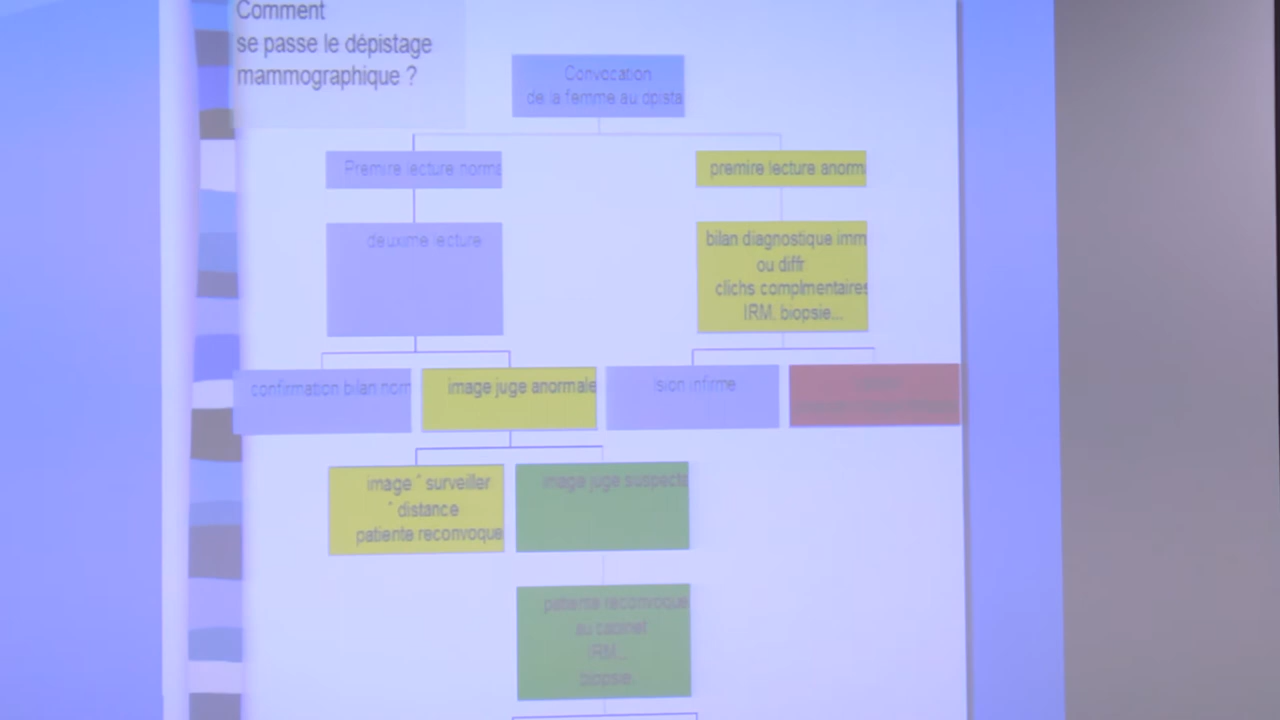 Comment
se passe le dépistage
mammographique ?
Convocation
de la femme au dpista
Premire lecture norma
premire lecture anorm
deuxime lecture
bilan diagnostique imm
ou diffr
clichs complmentaires
IRM, biopsie...
confirmation bilan norm
image juge anormale
sion infirme
image ˆ surveiller
ˆ distance
patiente reconvoque
image juge suspecte
patiente reconvoque
au cabinet
IRM...
biopsie